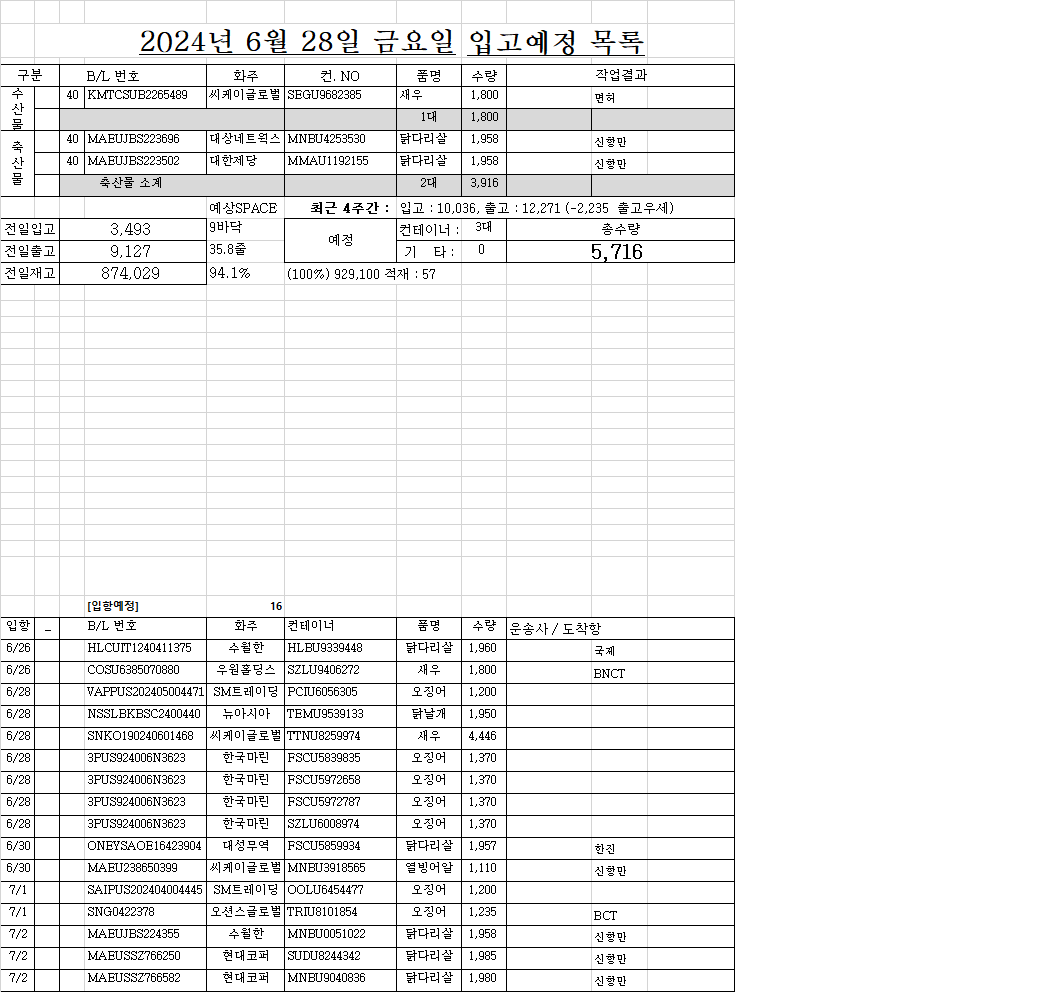 2024년 6월 28일 금요일 입고예정 목록
구분 B/L 번호 화주 컨. NO 품명 수량 작업결과
수산물 40 KMTCSUB2265489 씨케이글로벌 SEGU9682385 새우 1,800 면허
1대 1,800
축산물 40 MAEUJBS223696 대상네트웍스 MNBU4253530 닭다리살 1,958 신항만
40 MAEUJBS223502 대한제당 MMAU1192155 닭다리살 1,958 신항만
축산물 소계 2대 3,916
예상SPACE 최근 4주간 : 입고 : 10,036, 출고 : 12,271 (-2,235 출고우세)
전일입고 3,493 9바닥 예정 컨테이너 : 3대 총수량
전일출고 9,127 35.8줄 기 타 : 0 5,716
전일재고 874,029 94.1% (100%) 929,100 적재 : 57
[입항예정] 16
입항 _ B/L 번호 화주 컨테이너 품명 수량 운송사 / 도착항
6/26 HLCUIT1240411375 수월한 HLBU9339448 닭다리살 1,960 국제
6/26 COSU6385070880 우원홀딩스 SZLU9406272 새우 1,800 BNCT
6/28 VAPPUS202405004471 SM트레이딩 PCIU6056305 오징어 1,200
6/28 NSSLBKBSC2400440 뉴아시아 TEMU9539133 닭날개 1,950
6/28 SNKO190240601468 씨케이글로벌 TTNU8259974 새우 4,446
6/28 3PUS924006N3623 한국마린 FSCU5839835 오징어 1,370
6/28 3PUS924006N3623 한국마린 FSCU5972658 오징어 1,370
6/28 3PUS924006N3623 한국마린 FSCU5972787 오징어 1,370
6/28 3PUS924006N3623 한국마린 SZLU6008974 오징어 1,370
6/30 ONEYSAOE16423904 대성무역 FSCU5859934 닭다리살 1,957 한진
6/30 MAEU238650399 씨케이글로벌 MNBU3918565 열빙어알 1,110 신항만
7/1 SAIPUS202404004445 SM트레이딩 OOLU6454477 오징어 1,200
7/1 SNG0422378 오션스글로벌 TRIU8101854 오징어 1,235 BCT
7/2 MAEUJBS224355 수월한 MNBU0051022 닭다리살 1,958 신항만
7/2 MAEUSSZ766250 현대코퍼 SUDU8244342 닭다리살 1,985 신항만
7/2 MAEUSSZ766582 현대코퍼 MNBU9040836 닭다리살 1,980 신항만